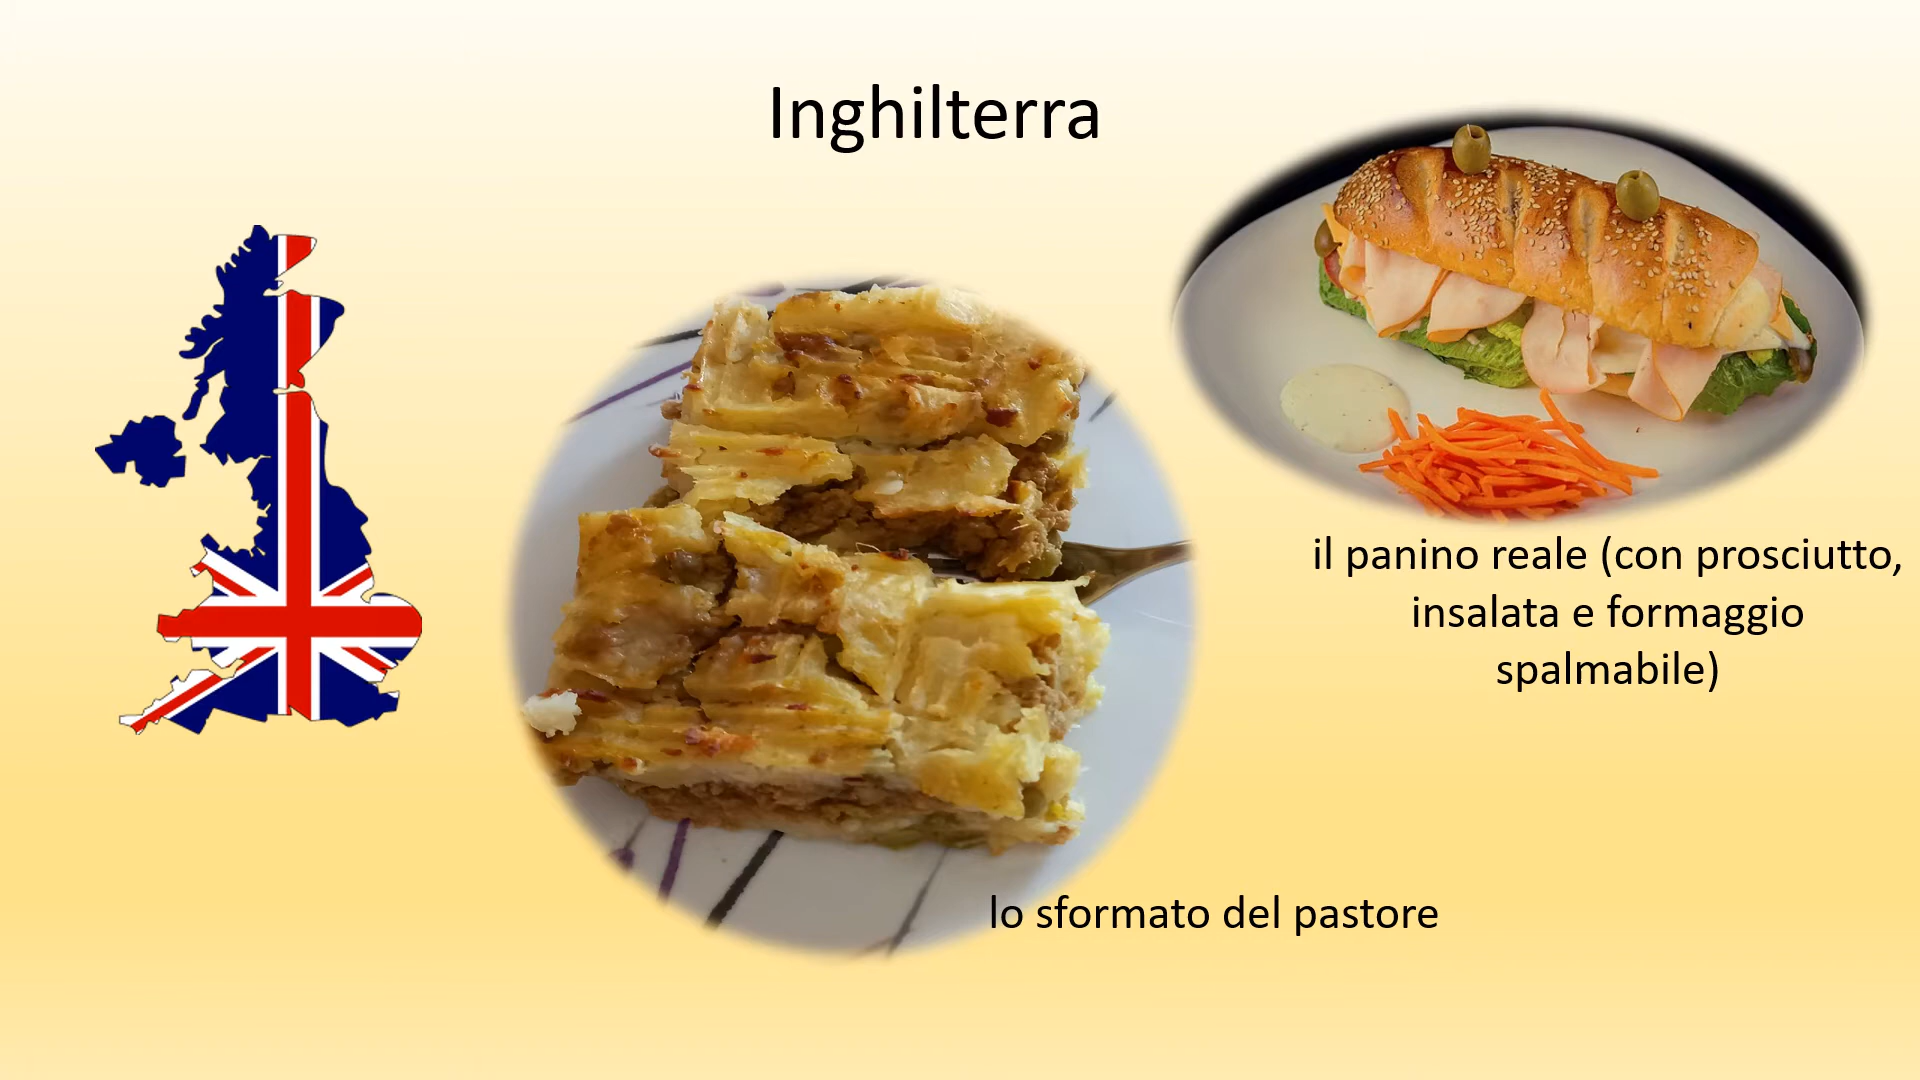 Inghilterra
il panino reale (con prosciutto,
insalata e formaggio
spalmabile)
lo sformato del pastore